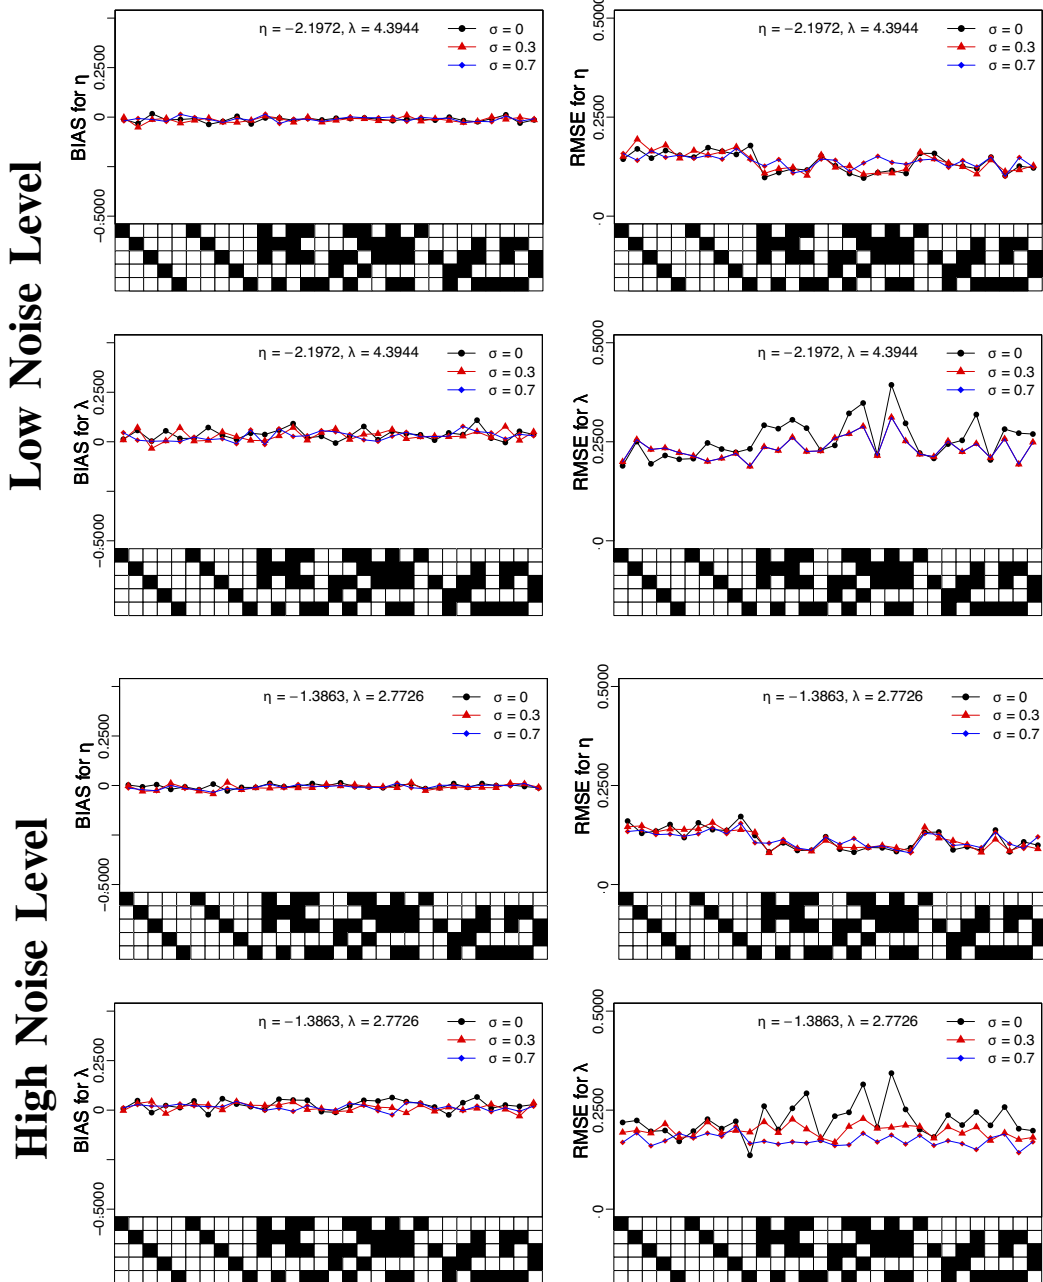 Low Noise Level
BIAS for η
−0.5000 0 0.2500
η = −2.1972, λ = 4.3944
σ = 0
σ = 0.3
σ = 0.7
RMSE for η
0 0.2500 0.5000
η = −2.1972, λ = 4.3944
σ = 0
σ = 0.3
σ = 0.7
BIAS for λ
−0.5000 0 0.2500
η = −2.1972, λ = 4.3944
σ = 0
σ = 0.3
σ = 0.7
RMSE for λ
0 0.2500 0.5000
η = −2.1972, λ = 4.3944
σ = 0
σ = 0.3
σ = 0.7
High Noise Level
BIAS for η
−0.5000 0 0.2500
η = −1.3863, λ = 2.7726
σ = 0
σ = 0.3
σ = 0.7
RMSE for η
0 0.2500 0.5000
η = −1.3863, λ = 2.7726
σ = 0
σ = 0.3
σ = 0.7
BIAS for λ
−0.5000 0 0.2500
η = −1.3863, λ = 2.7726
σ = 0
σ = 0.3
σ = 0.7
RMSE for λ
0 0.2500 0.5000
η = −1.3863, λ = 2.7726
σ = 0
σ = 0.3
σ = 0.7